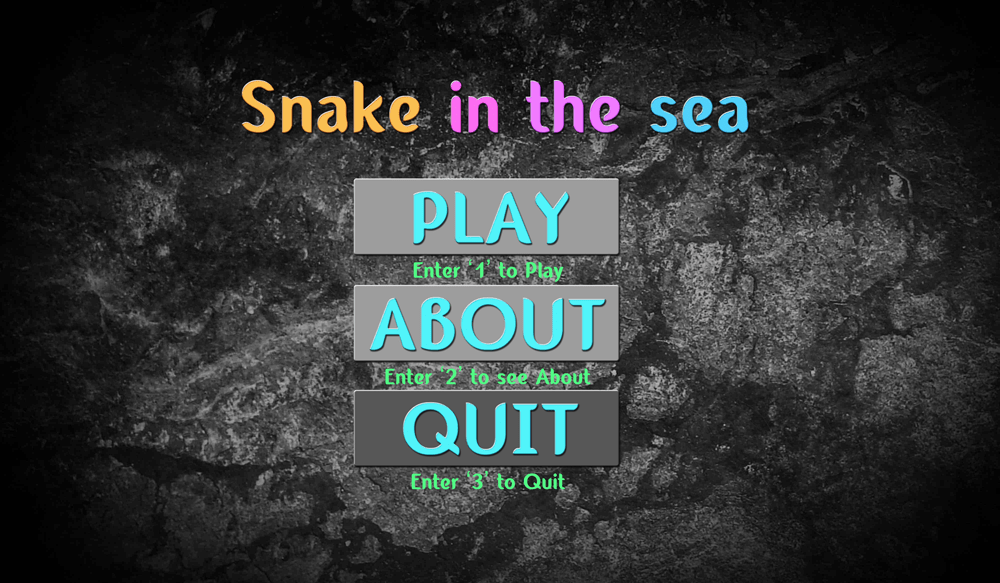 Snake in the sea
PLAY
Enter '1' to Play
ABOUT
Enter '2' to see About
QUIT
Enter '3' to Quit